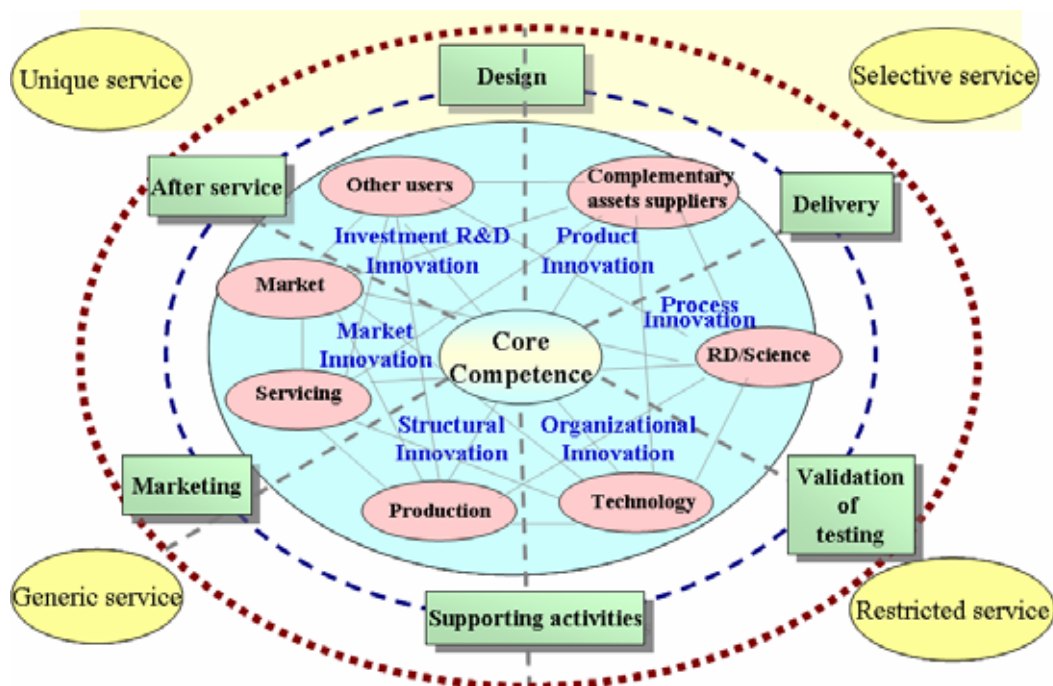 Unique service
Design
Selective service
After service
Other users
Complementary
assets suppliers
Delivery
Investment R&D
Innovation
Product
Innovation
Market
Process
Innovation
Market
Innovation
Core
Competence
RD/Science
Servicing
Structural
Innovation
Organizational
Innovation
Marketing
Production
Technology
Validation
of
testing
Generic service
Supporting activities
Restricted service